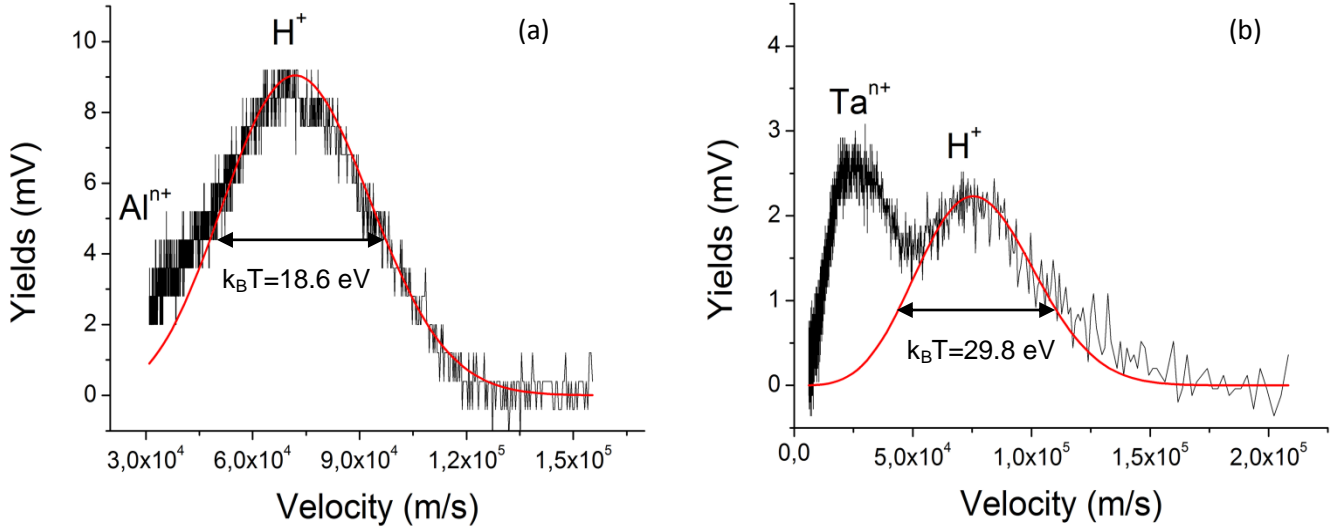 (a)
H⁺
Alⁿ⁺
k_BT=18.6 eV
Yields (mV)
10
8
6
4
2
0
3,0x10⁴ 6,0x10⁴ 9,0x10⁴ 1,2x10⁵ 1,5x10⁵
Velocity (m/s)
(b)
Taⁿ⁺
H⁺
k_BT=29.8 eV
Yields (mV)
4
3
2
1
0
0,0 5,0x10⁴ 1,0x10⁵ 1,5x10⁵ 2,0x10⁵
Velocity (m/s)